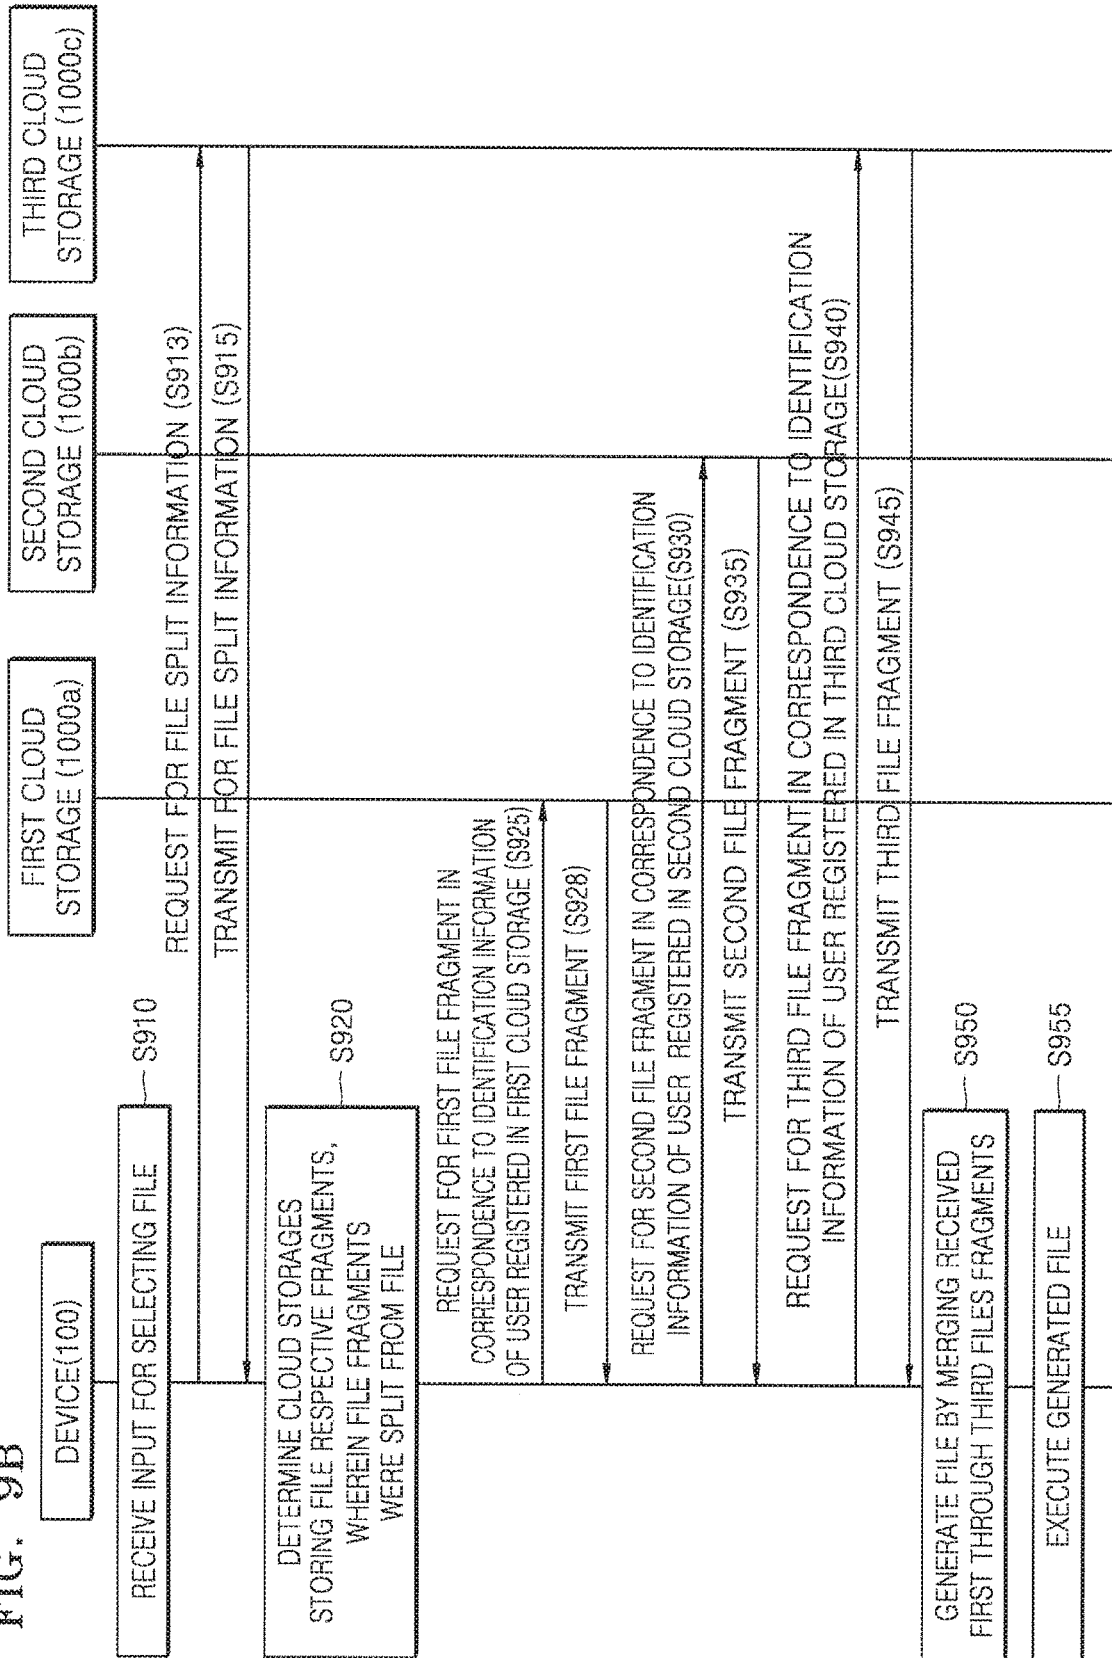 FIG. 9B
DEVICE(100)
FIRST CLOUD
STORAGE (1000a)
SECOND CLOUD
STORAGE (1000b)
THIRD CLOUD
STORAGE (1000c)
RECEIVE INPUT FOR SELECTING FILE
S910
REQUEST FOR FILE SPLIT INFORMATION (S913)
TRANSMIT FOR FILE SPLIT INFORMATION (S915)
DETERMINE CLOUD STORAGES
STORING FILE RESPECTIVE FRAGMENTS,
WHEREIN FILE FRAGMENTS
WERE SPLIT FROM FILE
S920
REQUEST FOR FIRST FILE FRAGMENT IN
CORRESPONDENCE TO IDENTIFICATION INFORMATION
OF USER REGISTERED IN FIRST CLOUD STORAGE (S925)
TRANSMIT FIRST FILE FRAGMENT (S928)
REQUEST FOR SECOND FILE FRAGMENT IN CORRESPONDENCE TO IDENTIFICATION
INFORMATION OF USER REGISTERED IN SECOND CLOUD STORAGE(S930)
TRANSMIT SECOND FILE FRAGMENT (S935)
REQUEST FOR THIRD FILE FRAGMENT IN CORRESPONDENCE TO IDENTIFICATION
INFORMATION OF USER REGISTERED IN THIRD CLOUD STORAGE(S940)
TRANSMIT THIRD FILE FRAGMENT (S945)
GENERATE FILE BY MERGING RECEIVED
FIRST THROUGH THIRD FILES FRAGMENTS
S950
EXECUTE GENERATED FILE
S955